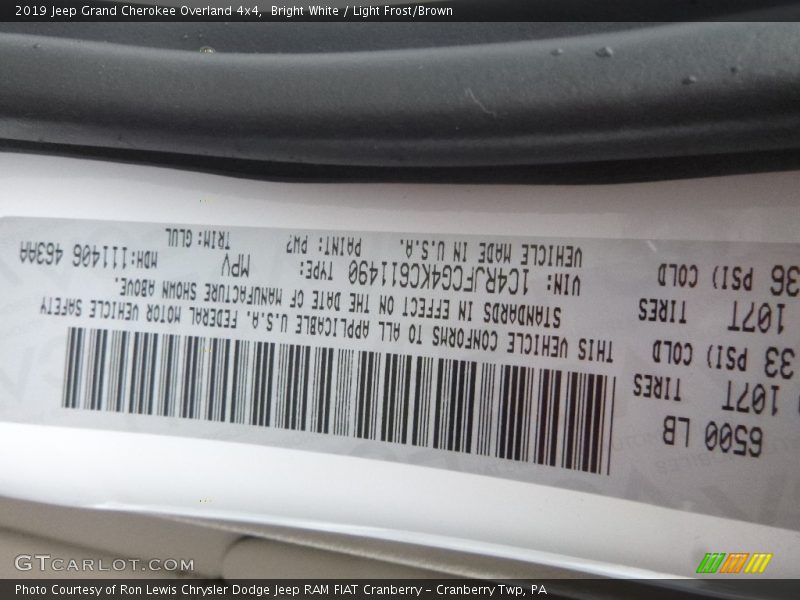 2019 Jeep Grand Cherokee Overland 4x4, Bright White / Light Frost/Brown
6500 LB
107T TIRES
33 PSI) COLD
107T TIRES
36 PSI) COLD
THIS VEHICLE CONFORMS TO ALL APPLICABLE U.S.A. FEDERAL MOTOR VEHICLE SAFETY
STANDARDS IN EFFECT ON THE DATE OF MANUFACTURE SHOWN ABOVE.
VIN: 1C4RJFCG4KC611490 TYPE: MPV MDH:111406 463AA
VEHICLE MADE IN U.S.A. PAINT: PW7 TRIM: GLUL
GTCARLOT.COM
Photo Courtesy of Ron Lewis Chrysler Dodge Jeep RAM FIAT Cranberry – Cranberry Twp, PA